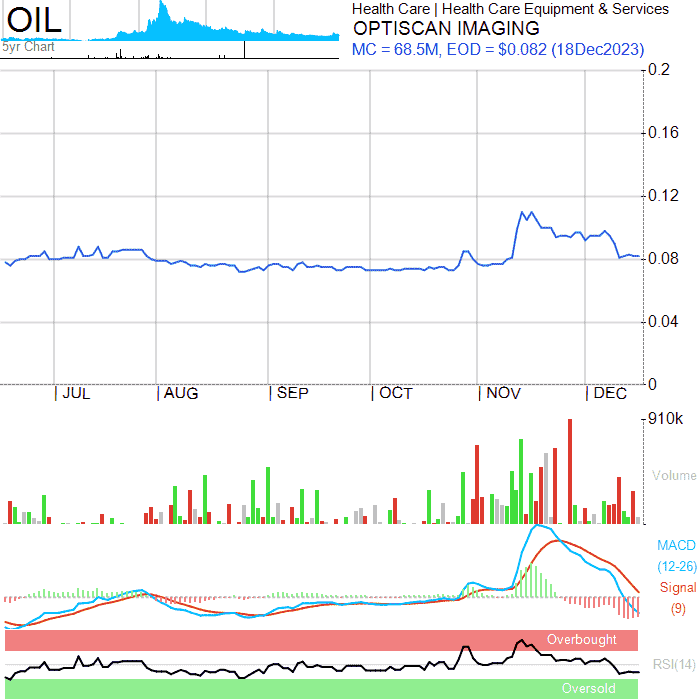 OIL
5yr Chart
Health Care | Health Care Equipment & Services
OPTISCAN IMAGING
MC = 68.5M, EOD = $0.082 (18Dec2023)
0.2
0.16
0.12
0.08
0.04
0
| JUL | AUG | SEP | OCT | NOV | DEC
910k
Volume
MACD
(12-26)
Signal
(9)
Overbought
RSI(14)
Oversold